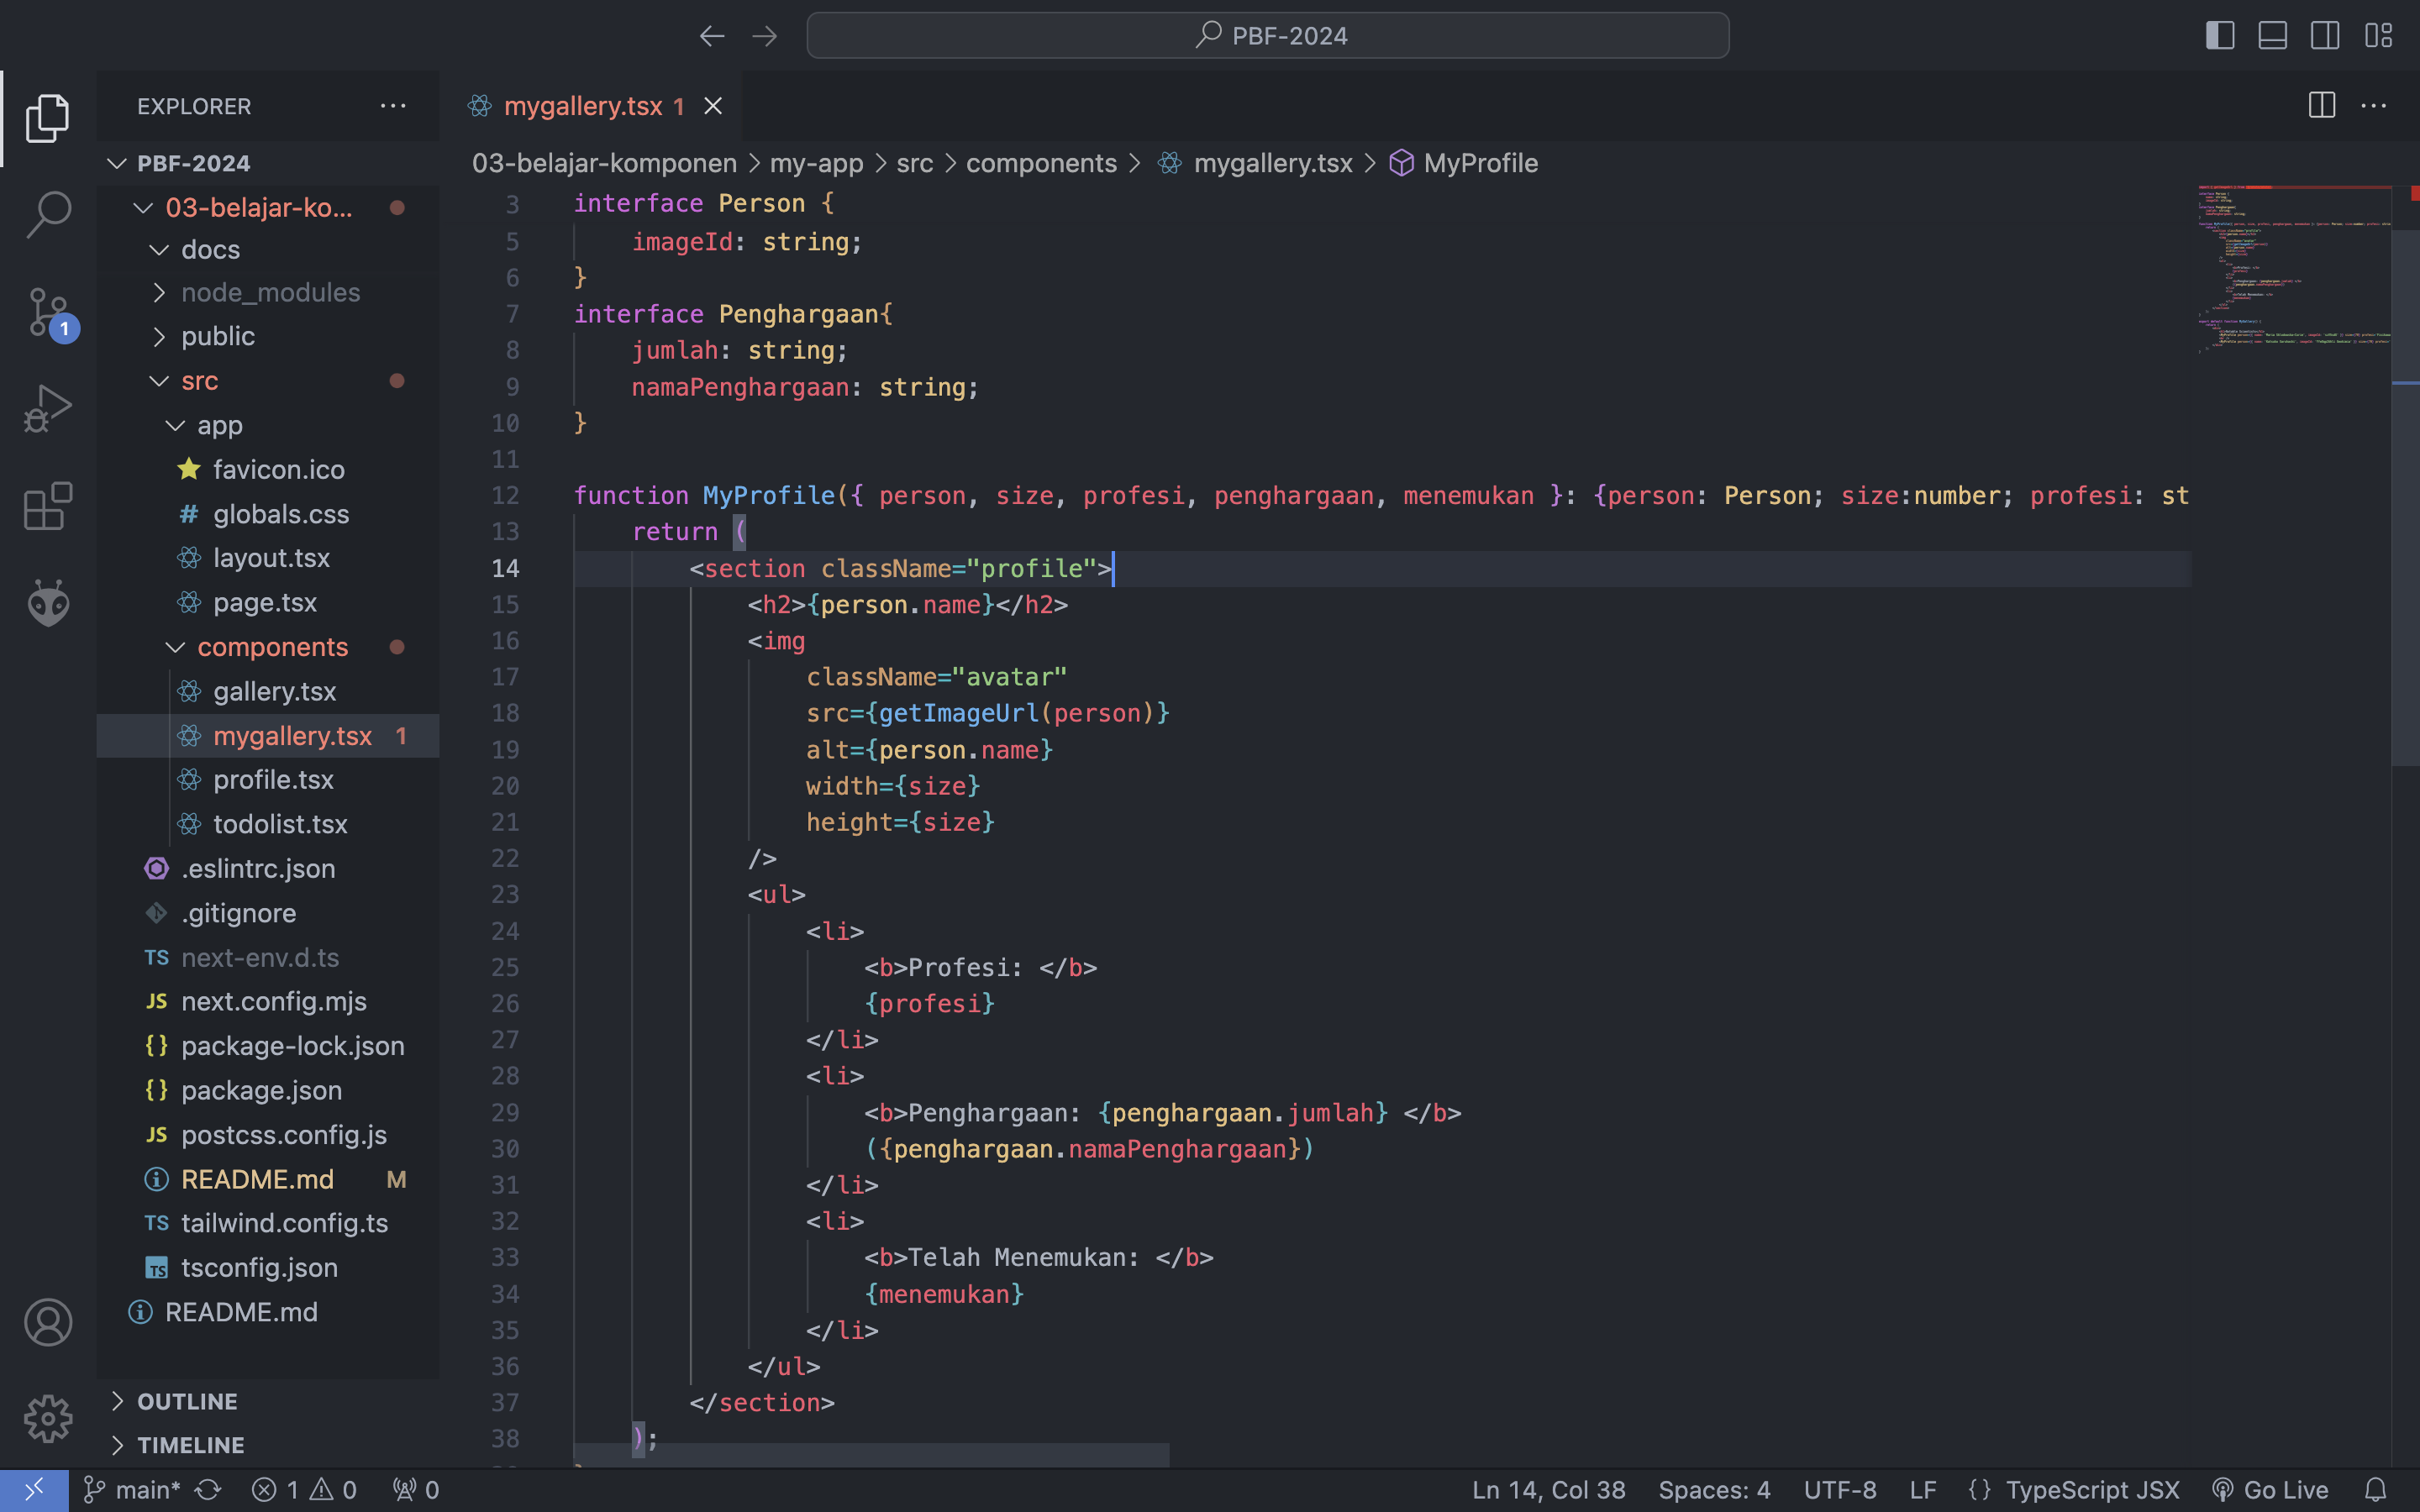 PBF-2024
EXPLORER
PBF-2024
03-belajar-ko...
docs
node_modules
public
src
app
favicon.ico
# globals.css
layout.tsx
page.tsx
components
gallery.tsx
mygallery.tsx 1
profile.tsx
todolist.tsx
.eslintrc.json
.gitignore
TS next-env.d.ts
JS next.config.mjs
{} package-lock.json
{} package.json
JS postcss.config.js
README.md M
TS tailwind.config.ts
TS tsconfig.json
README.md
OUTLINE
TIMELINE
1
mygallery.tsx 1
03-belajar-komponen > my-app > src > components > mygallery.tsx > MyProfile
3 interface Person {
5 imageId: string;
6 }
7 interface Penghargaan{
8 jumlah: string;
9 namaPenghargaan: string;
10 }
11
12 function MyProfile({ person, size, profesi, penghargaan, menemukan }: {person: Person; size:number; profesi: st
13 return (
14 <section className="profile">
15 <h2>{person.name}</h2>
16 <img
17 className="avatar"
18 src={getImageUrl(person)}
19 alt={person.name}
20 width={size}
21 height={size}
22 />
23 <ul>
24 <li>
25 <b>Profesi: </b>
26 {profesi}
27 </li>
28 <li>
29 <b>Penghargaan: {penghargaan.jumlah} </b>
30 ({penghargaan.namaPenghargaan})
31 </li>
32 <li>
33 <b>Telah Menemukan: </b>
34 {menemukan}
35 </li>
36 </ul>
37 </section>
38 );
main* 1 0 0 Ln 14, Col 38 Spaces: 4 UTF-8 LF {} TypeScript JSX Go Live